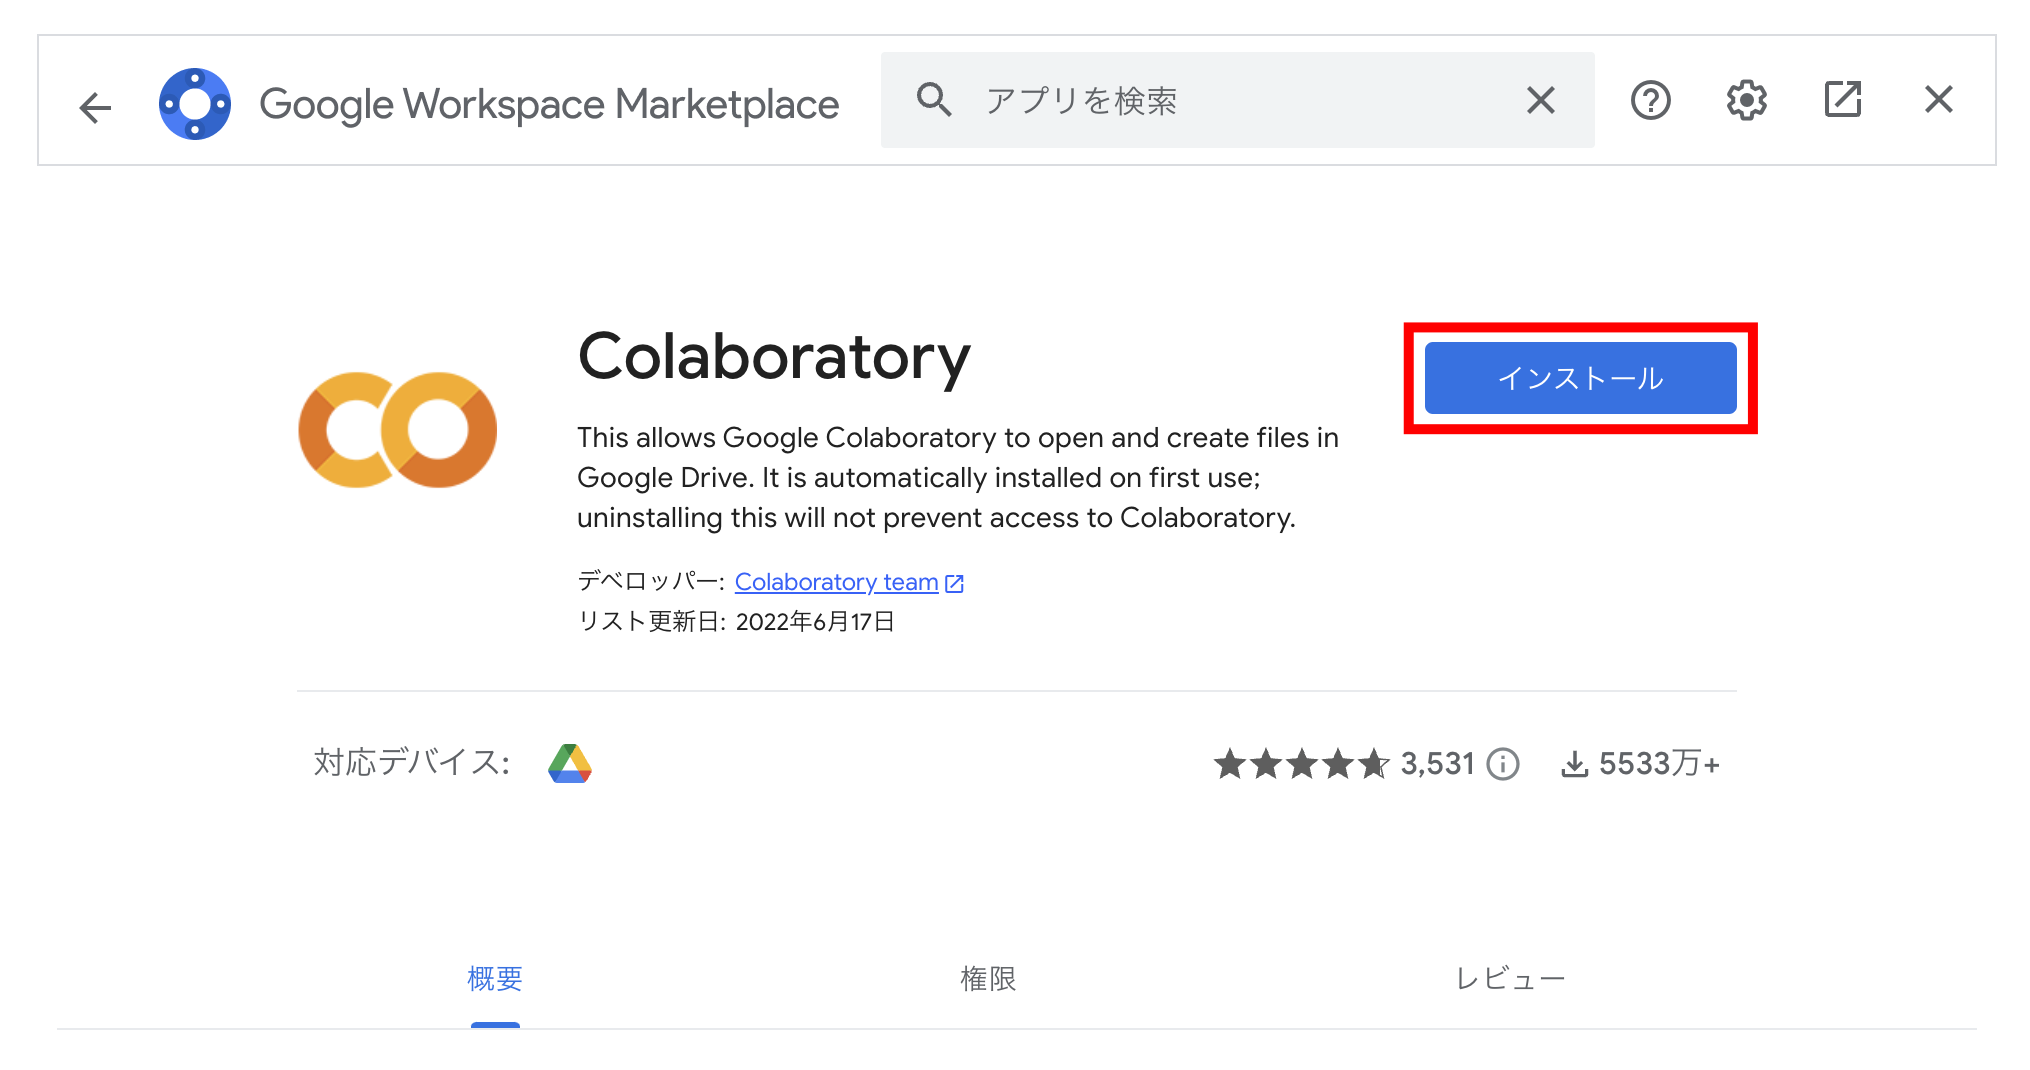 Google Workspace Marketplace
アプリを検索
Colaboratory
インストール
This allows Google Colaboratory to open and create files in
Google Drive. It is automatically installed on first use;
uninstalling this will not prevent access to Colaboratory.
デベロッパー: Colaboratory team
リスト更新日: 2022年6月17日
対応デバイス:
3,531
5533万+
概要
権限
レビュー